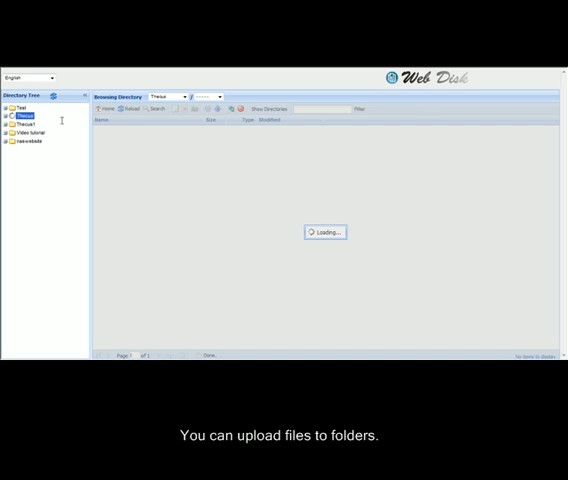 English
Web Disk
Directory Tree
Browsing Directory Thecus / -----
Test
Home Reload Search Show Directories Filter
Thecus
Name Size Type Modified
Thecus1
Video tutorial
naswebsite
Loading...
Page 1 of 1 Done.
No items to display
You can upload files to folders.